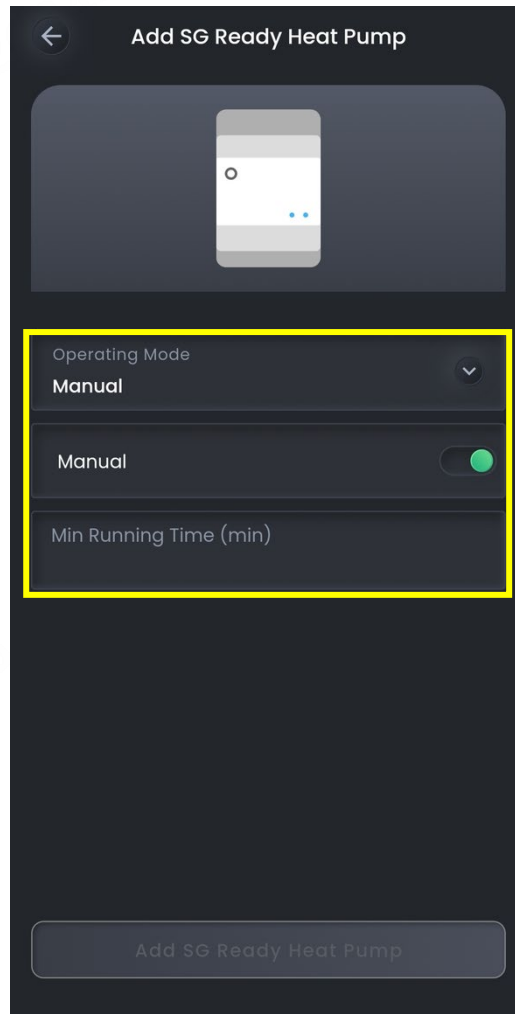 Add SG Ready Heat Pump
Operating Mode
Manual
Manual
Min Running Time (min)
Add SG Ready Heat Pump